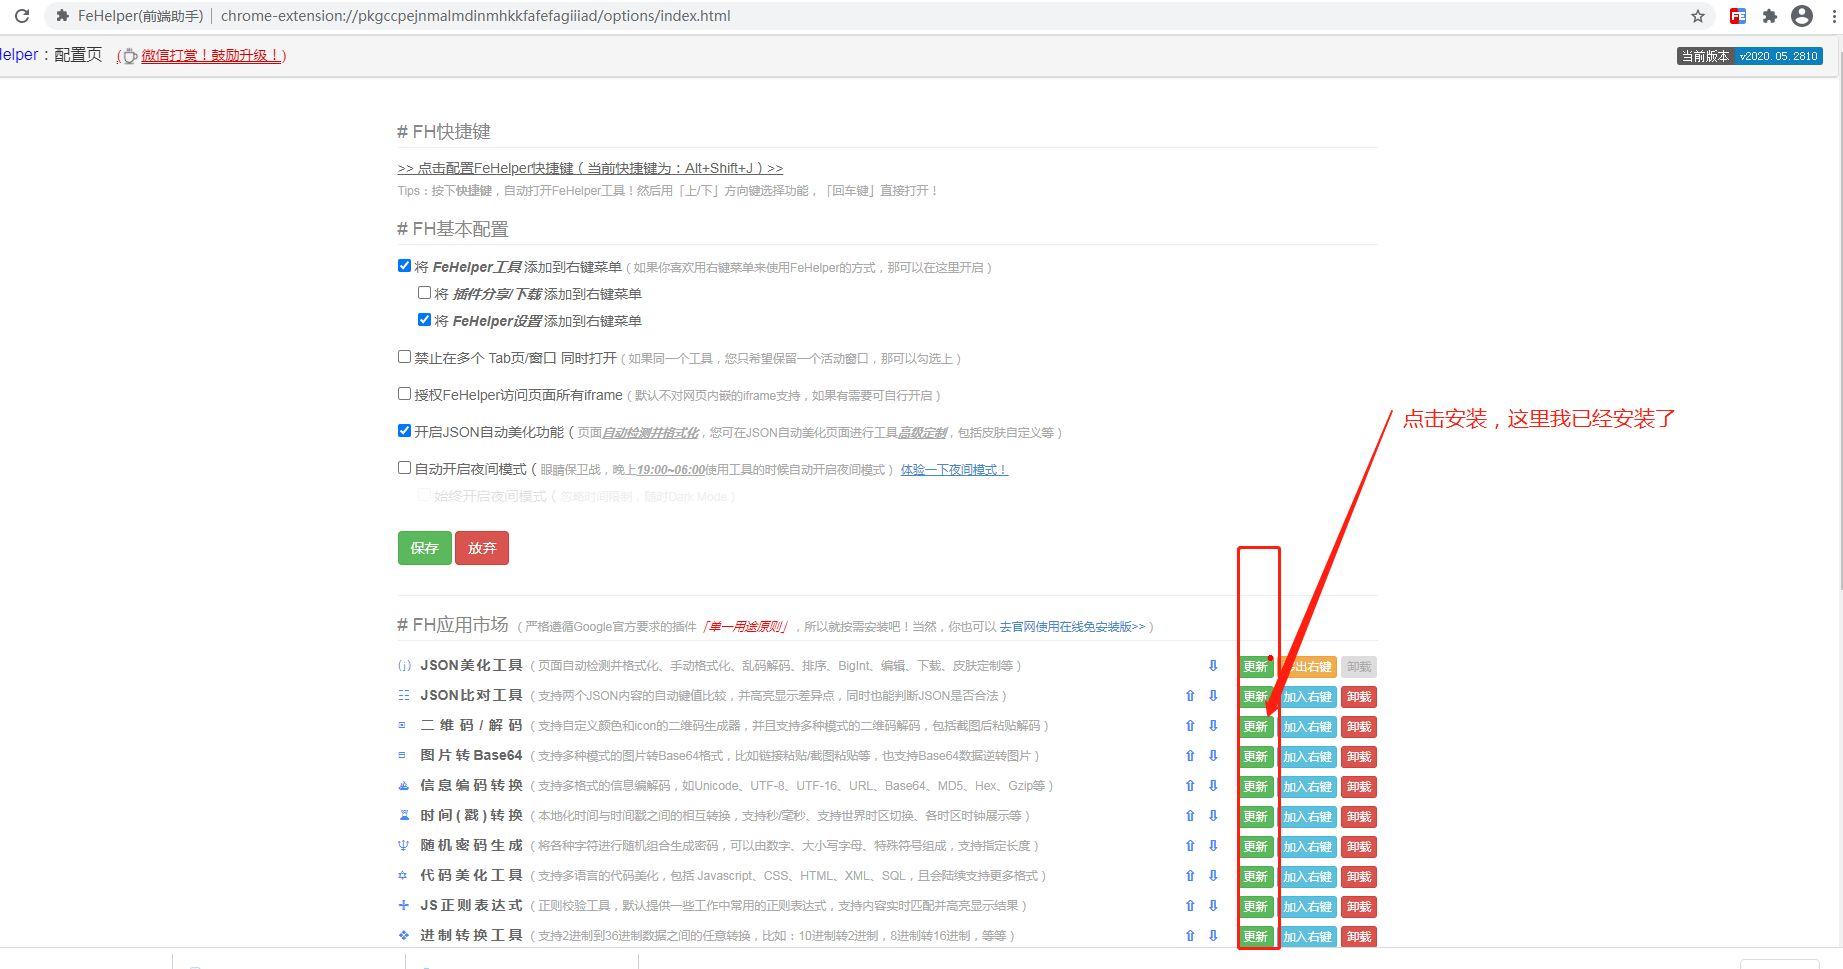 FeHelper(前端助手) | chrome-extension://pkgccpejnmalmdinmhkkfafefagiiiad/options/index.html
Helper：配置页 (微信打赏！鼓励升级！) 当前版本 v2020.05.2810
# FH快捷键
>> 点击配置FeHelper快捷键（当前快捷键为：Alt+Shift+J）>>
Tips：按下快捷键，自动打开FeHelper工具！然后用「上/下」方向键选择功能，「回车键」直接打开！
# FH基本配置
将 FeHelper工具 添加到右键菜单（如果你喜欢用右键菜单来使用FeHelper的方式，那可以在这里开启）
将 插件分享/下载 添加到右键菜单
将 FeHelper设置 添加到右键菜单
禁止在多个 Tab页/窗口 同时打开（如果同一个工具，您只希望保留一个活动窗口，那可以勾选上）
授权FeHelper访问页面所有iframe（默认不对网页内嵌的iframe支持，如果有需要可自行开启）
点击安装，这里我已经安装了
开启JSON自动美化功能（页面自动检测并格式化，您可在JSON自动美化页面进行工具高级定制，包括皮肤自定义等）
自动开启夜间模式（眼睛保卫战，晚上19:00~06:00使用工具的时候自动开启夜间模式） 体验一下夜间模式！
始终开启夜间模式（忽略时间限制，随时Dark Mode）
保存 放弃
# FH应用市场（严格遵循Google官方要求的插件「单一用途原则」，所以就按需安装吧！当然，你也可以 去官网使用在线免安装版>>）
JSON美化工具（页面自动检测并格式化、手动格式化、乱码解码、排序、BigInt、编辑、下载、皮肤定制等） ⇩ 更新 出右键 卸载
JSON比对工具（支持两个JSON内容的自动键值比较，并高亮显示差异点，同时也能判断JSON是否合法） ⇧ ⇩ 更新 加入右键 卸载
二维码/解码（支持自定义颜色和icon的二维码生成器，并且支持多种模式的二维码解码，包括截图后粘贴解码） ⇧ ⇩ 更新 加入右键 卸载
图片转Base64（支持多种模式的图片转Base64格式，比如链接粘贴/截图粘贴等，也支持Base64数据逆转图片） ⇧ ⇩ 更新 加入右键 卸载
信息编码转换（支持多格式的信息编解码，如Unicode、UTF-8、UTF-16、URL、Base64、MD5、Hex、Gzip等） ⇧ ⇩ 更新 加入右键 卸载
时间(戳)转换（本地化时间与时间戳之间的相互转换，支持秒/毫秒、支持世界时区切换、各时区时钟展示等） ⇧ ⇩ 更新 加入右键 卸载
随机密码生成（将各种字符进行随机组合生成密码，可以由数字、大小写字母、特殊符号组成，支持指定长度） ⇧ ⇩ 更新 加入右键 卸载
代码美化工具（支持多语言的代码美化，包括 Javascript、CSS、HTML、XML、SQL，且会陆续支持更多格式） ⇧ ⇩ 更新 加入右键 卸载
JS正则表达式（正则校验工具，默认提供一些工作中常用的正则表达式，支持内容实时匹配并高亮显示结果） ⇧ ⇩ 更新 加入右键 卸载
进制转换工具（支持2进制到36进制数据之间的任意转换，比如：10进制转2进制，8进制转16进制，等等） ⇧ ⇩ 更新 加入右键 卸载